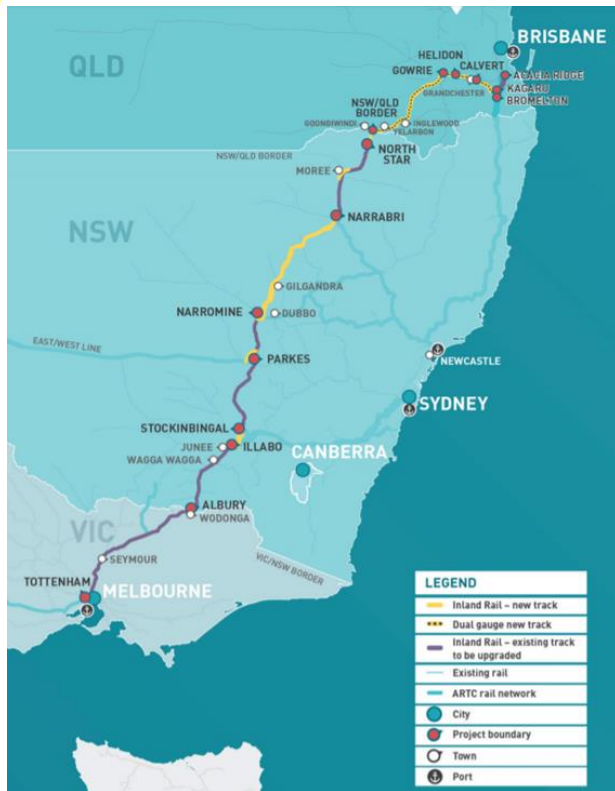 BRISBANE
QLD
HELIDON
GOWRIE
CALVERT
ACACIA RIDGE
GRANDCHESTER
KAGARU
BROMELTON
NSW/QLD
BORDER
GOONDIWINDI
INGLEWOOD
YELARBON
NORTH
STAR
NSW/QLD BORDER
MOREE
NARRABRI
NSW
GILGANDRA
NARROMINE
DUBBO
EAST/WEST LINE
PARKES
NEWCASTLE
SYDNEY
STOCKINBINGAL
JUNEE
ILLABO
WAGGA WAGGA
CANBERRA
ALBURY
WODONGA
VIC
SEYMOUR
VIC/NSW BORDER
TOTTENHAM
MELBOURNE
LEGEND
Inland Rail – new track
Dual gauge new track
Inland Rail – existing track
to be upgraded
Existing rail
ARTC rail network
City
Project boundary
Town
Port